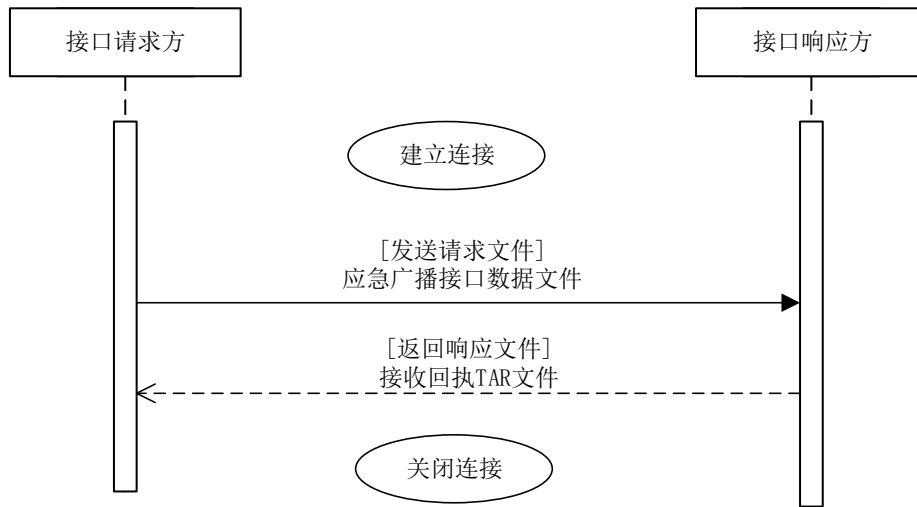 接口请求方
接口响应方
建立连接
[发送请求文件]
应急广播接口数据文件
[返回响应文件]
接收回执TAR文件
关闭连接